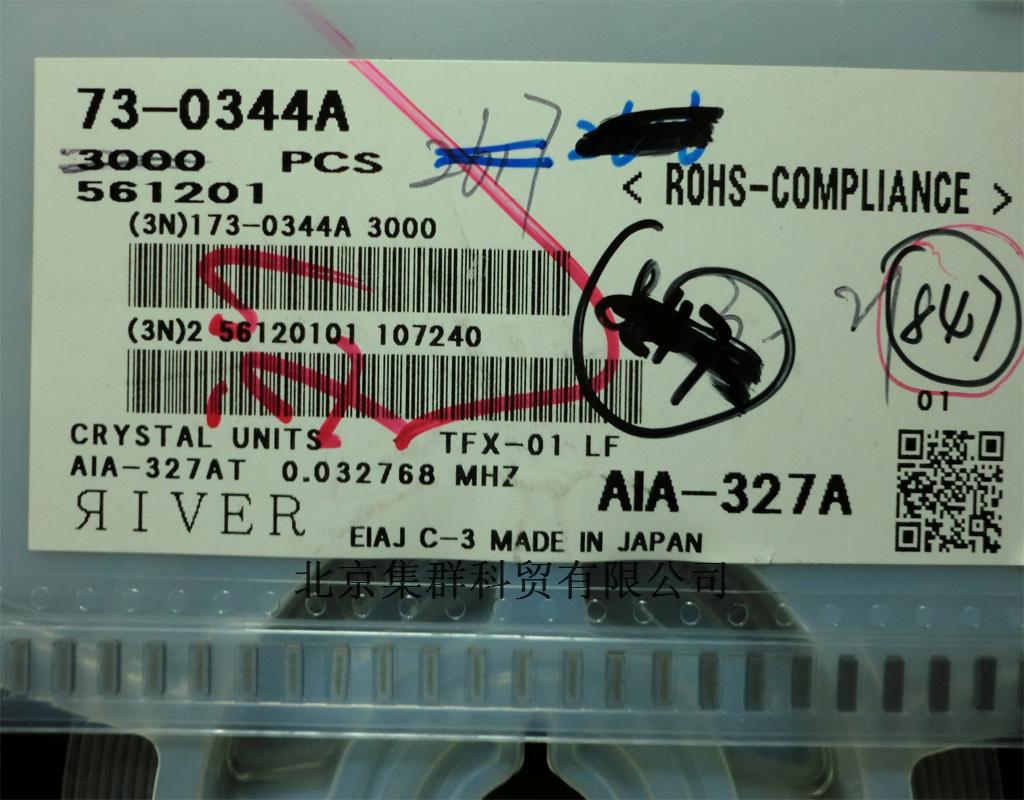 73-0344A
3000 PCS
561201
< ROHS-COMPLIANCE >
(3N)173-0344A 3000
(3N)2 56120101 107240
847
01
CRYSTAL UNITS TFX-01 LF
AIA-327AT 0.032768 MHZ
AIA-327A
RIVER
EIAJ C-3 MADE IN JAPAN
北京集群科贸有限公司